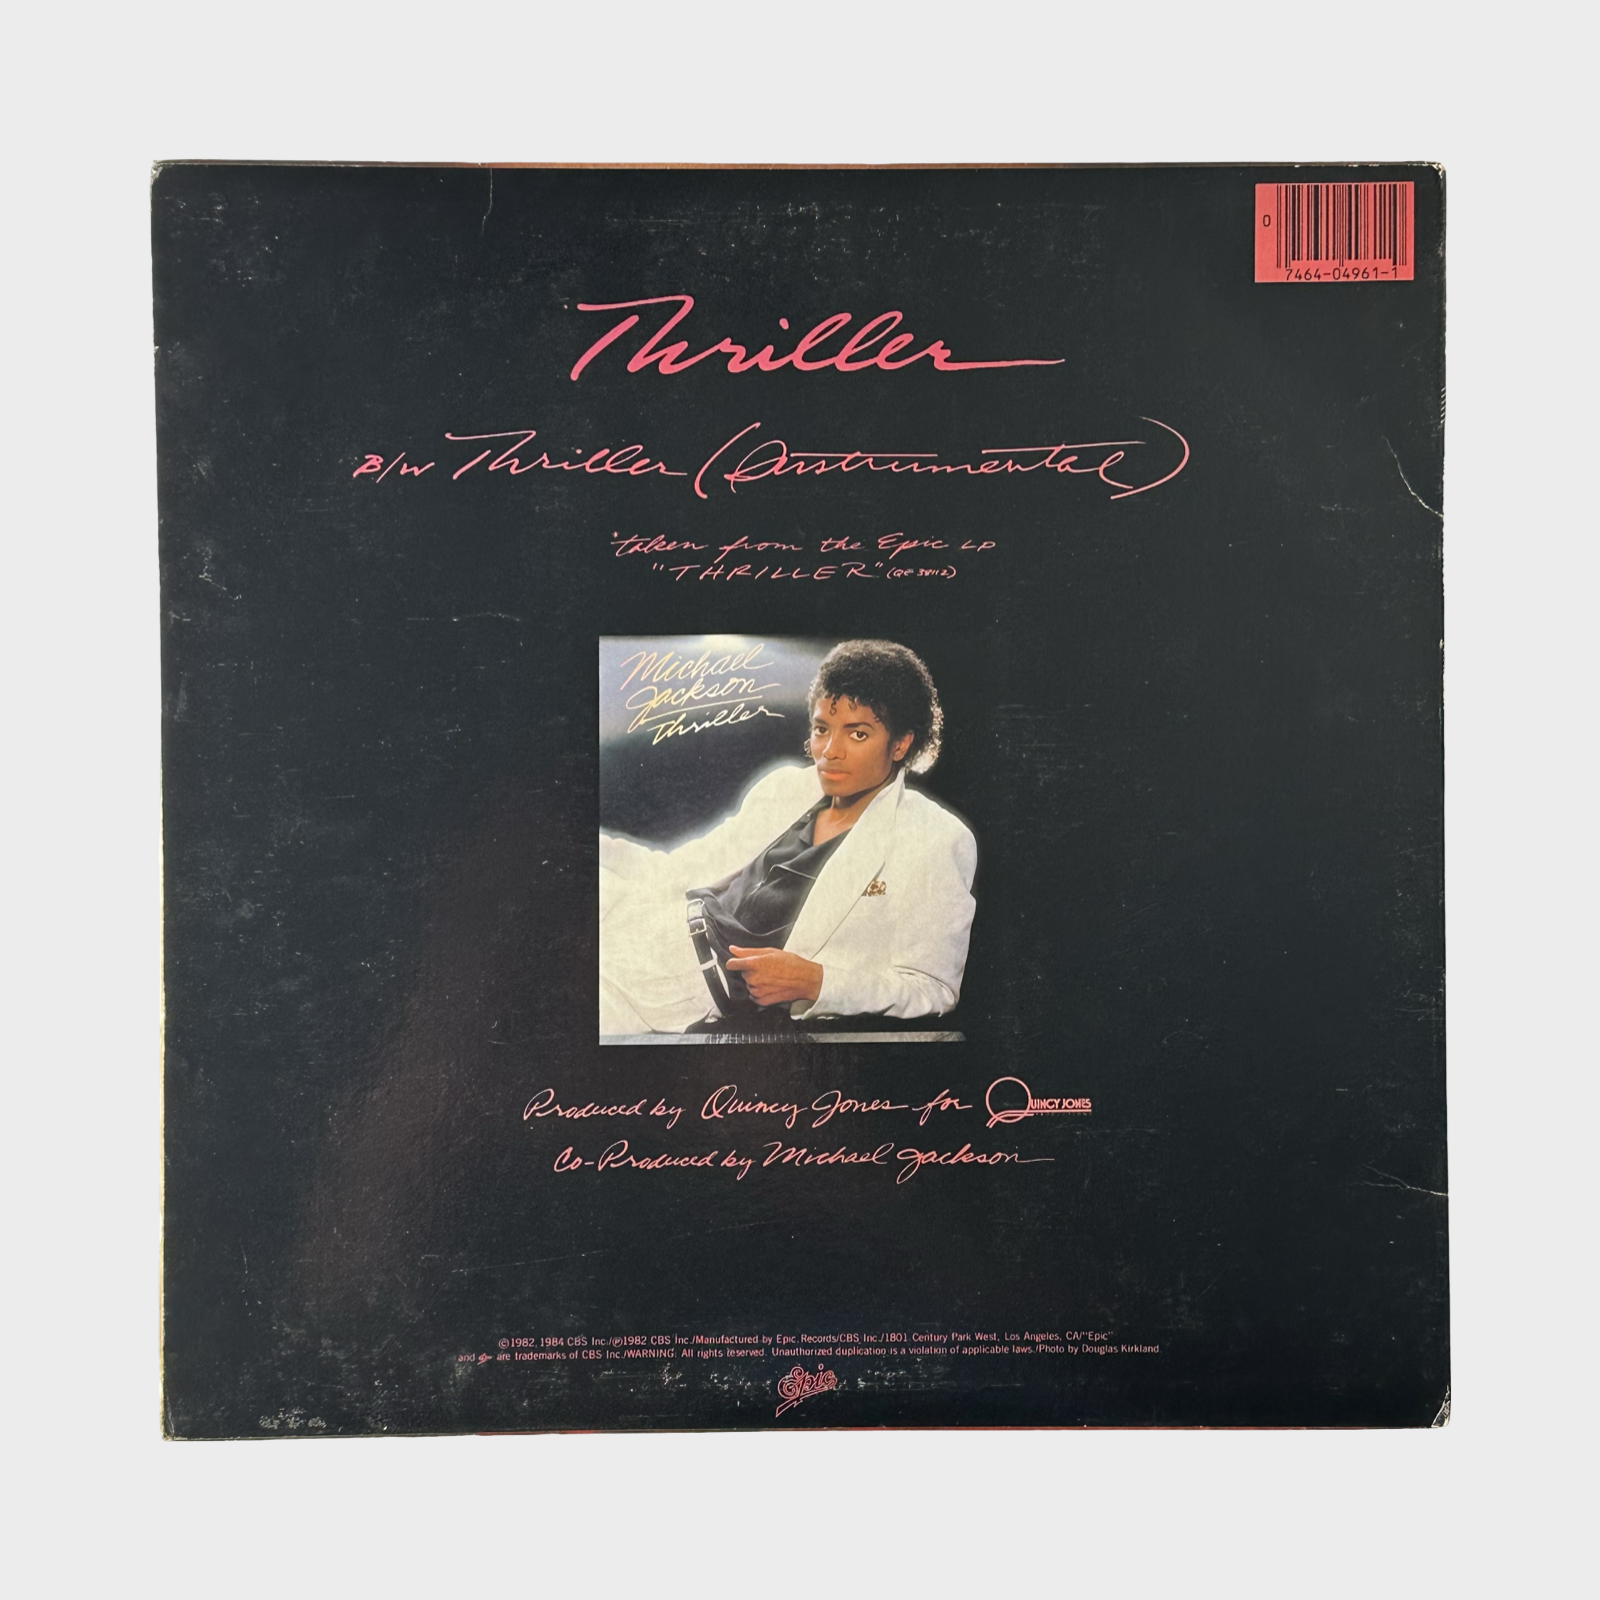 0
7464-04961-1
Thriller
B/W Thriller (Instrumental)
*taken from the Epic LP
"THRILLER" (QE 38112)
Michael
Jackson
Thriller
Produced by Quincy Jones for QUINCY JONES
Co-Produced by Michael Jackson
©1982, 1984 CBS Inc./℗1982 CBS Inc./Manufactured by Epic Records/CBS Inc./1801 Century Park West, Los Angeles, CA/"Epic"
and are trademarks of CBS Inc./WARNING: All rights reserved. Unauthorized duplication is a violation of applicable laws./Photo by Douglas Kirkland
Epic